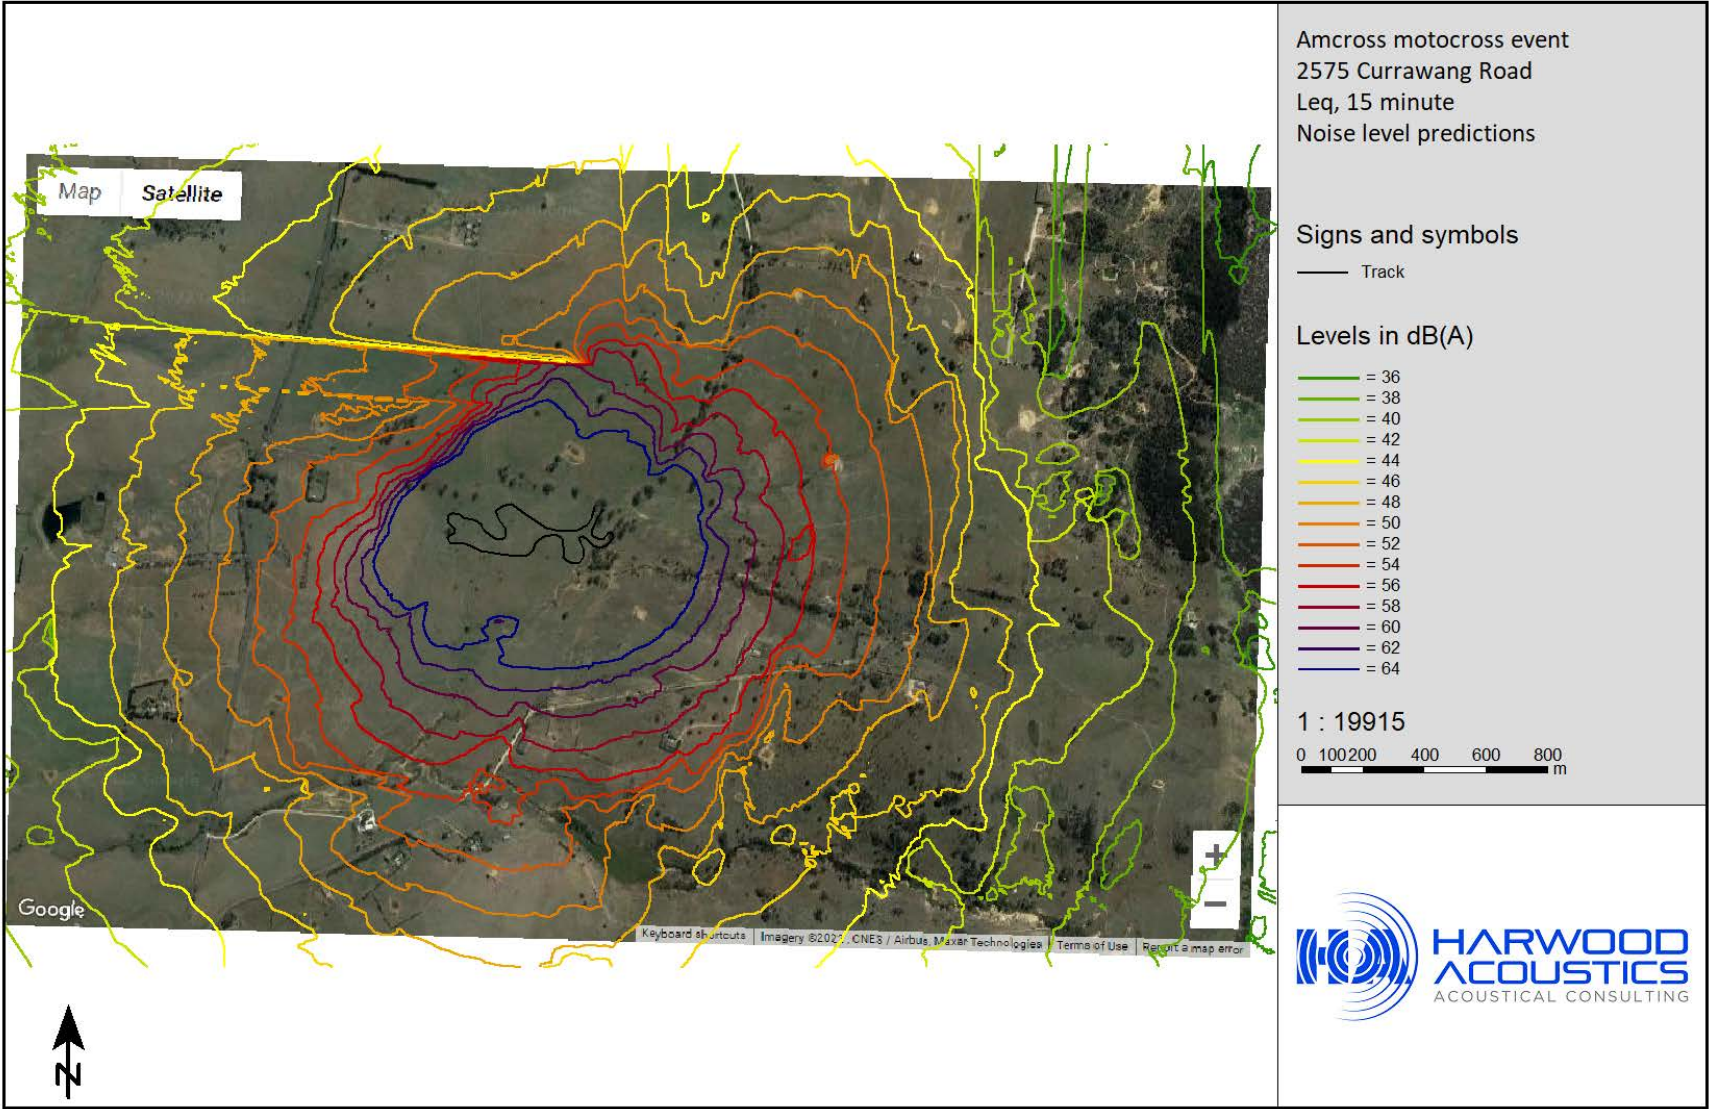 Amcross motocross event
2575 Currawang Road
Leq, 15 minute
Noise level predictions
Map
Satellite
Signs and symbols
Track
Levels in dB(A)
= 36
= 38
= 40
= 42
= 44
= 46
= 48
= 50
= 52
= 54
= 56
= 58
= 60
= 62
= 64
1 : 19915
0 100 200 400 600 800
m
+
−
Google
Keyboard shortcuts
CNES / Airbus, Maxar Technologies
Terms of Use
Report a map error
HARWOOD
ACOUSTICS
ACOUSTICAL CONSULTING
N